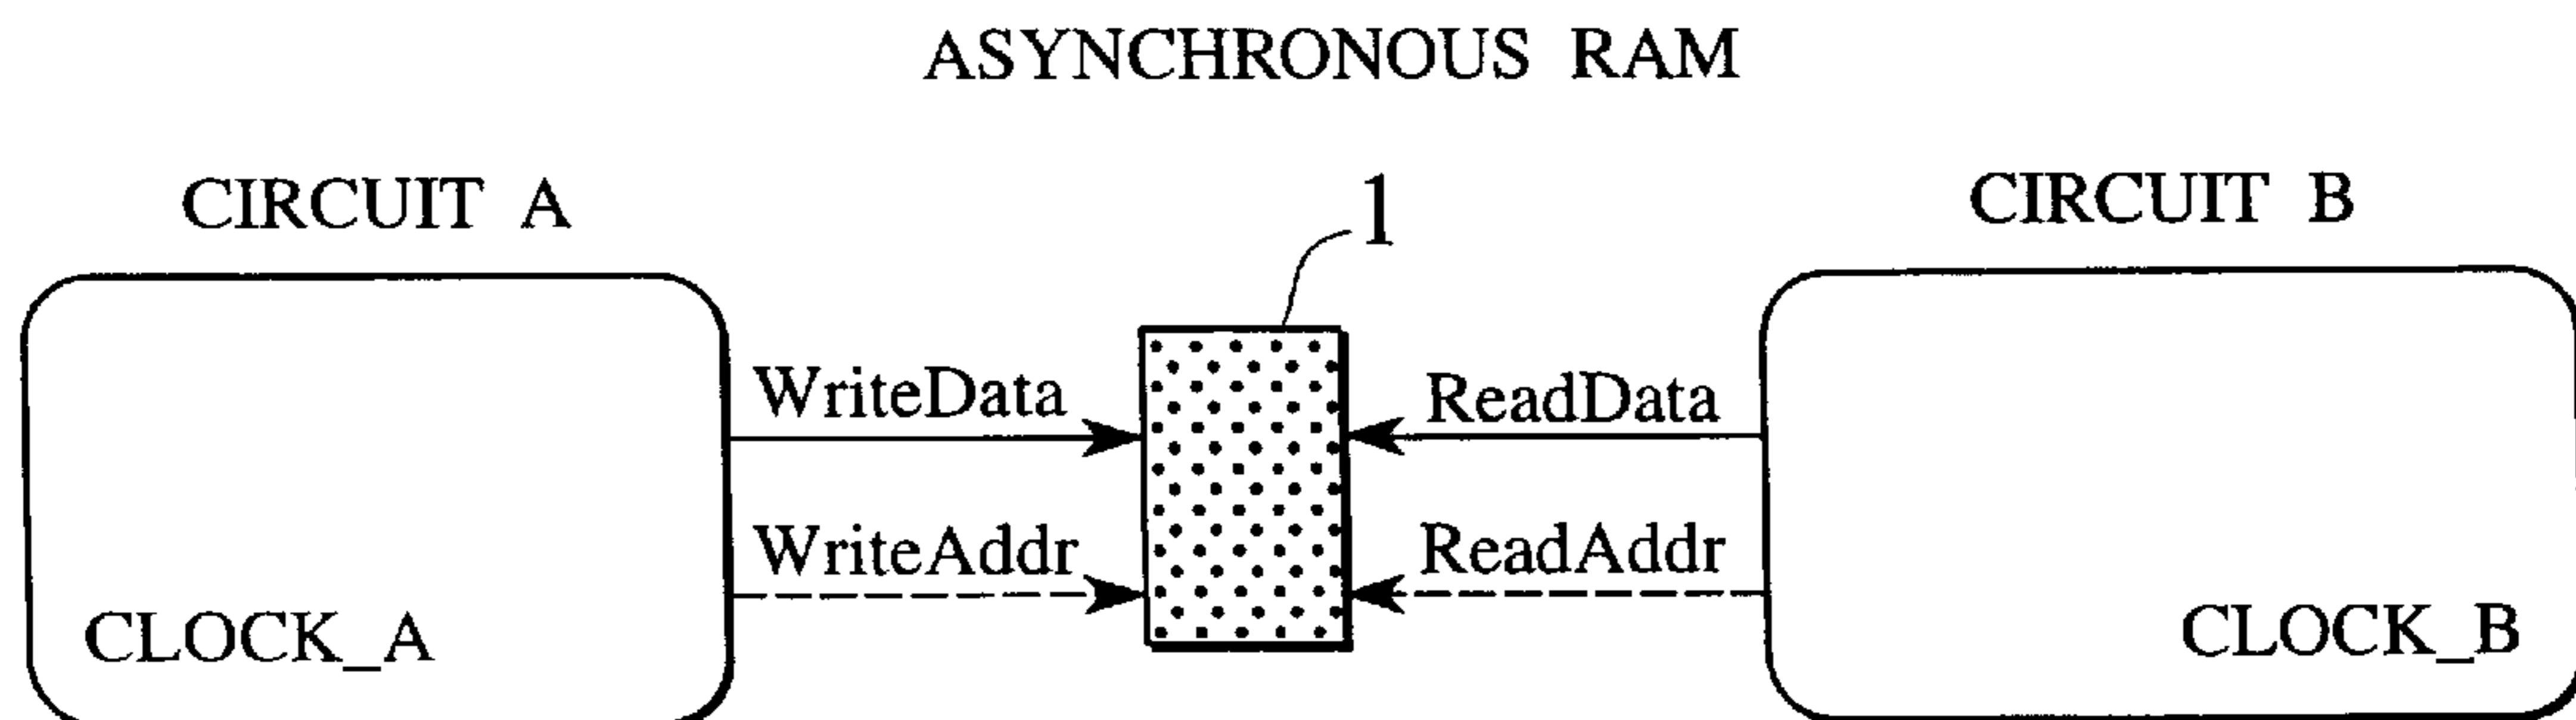 ASYNCHRONOUS RAM
CIRCUIT A
1
CIRCUIT B
WriteData
ReadData
WriteAddr
ReadAddr
CLOCK_A
CLOCK_B